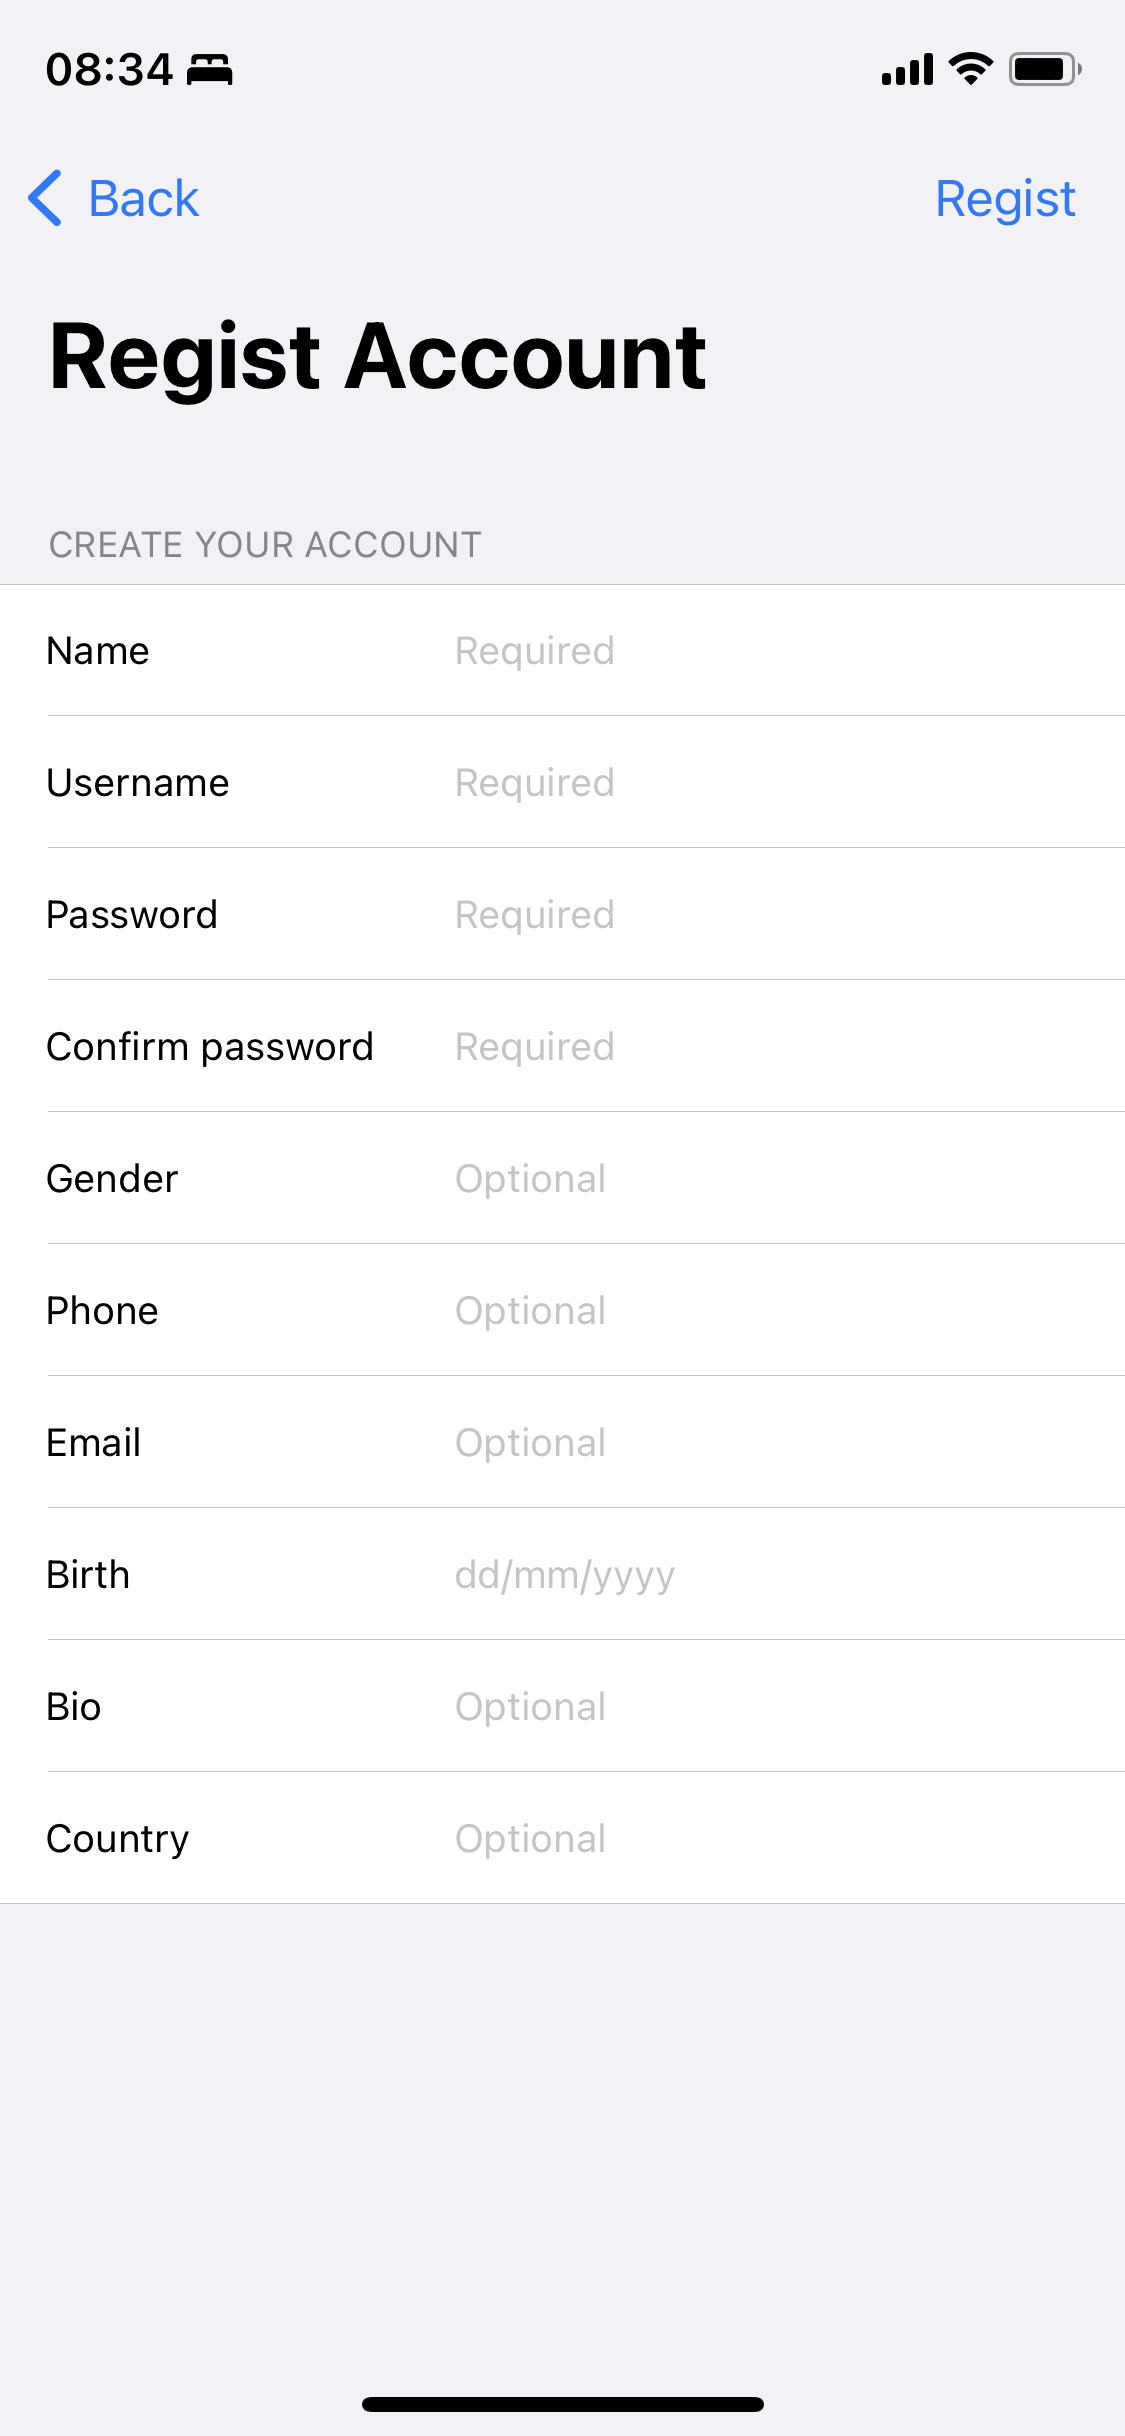 08:34
Back Regist
Regist Account
CREATE YOUR ACCOUNT
Name Required
Username Required
Password Required
Confirm password Required
Gender Optional
Phone Optional
Email Optional
Birth dd/mm/yyyy
Bio Optional
Country Optional